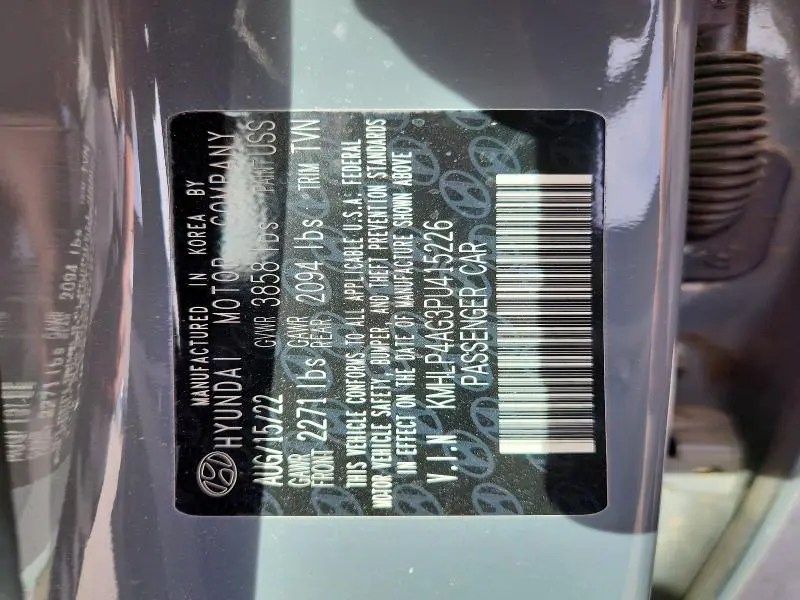 MANUFACTURED IN KOREA BY
HYUNDAI MOTOR COMPANY
AUG/15/22 GVWR 3858 lbs PAINT USS
GAWR FRONT 2271 lbs GAWR REAR 2094 lbs TRIM TVN
THIS VEHICLE CONFORMS TO ALL APPLICABLE U.S.A. FEDERAL
MOTOR VEHICLE SAFETY, BUMPER, AND THEFT PREVENTION STANDARDS
IN EFFECT ON THE DATE OF MANUFACTURE SHOWN ABOVE
V.I.N KMHLP4AG3PU415226
PASSENGER CAR